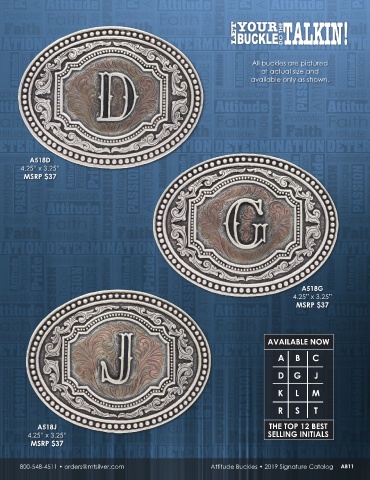 LET YOUR
BUCKLE DO THE
TALKIN!
All buckles are pictured
at actual size and
available only as shown.
D
A518D
4.25" x 3.25"
MSRP $37
G
A518G
4.25" x 3.25"
MSRP $37
J
A518J
4.25" x 3.25"
MSRP $37
AVAILABLE NOW
A B C
D G J
K L M
R S T
THE TOP 12 BEST
SELLING INITIALS
800-548-4511 • orders@mtsilver.com
Attitude Buckles • 2019 Signature Catalog AB11